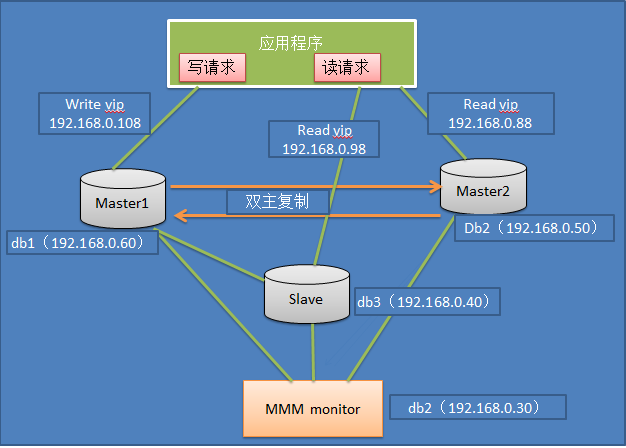 应用程序
写请求
读请求
Write vip
192.168.0.108
Read vip
192.168.0.98
Read vip
192.168.0.88
Master1
双主复制
Master2
db1（192.168.0.60）
Db2（192.168.0.50）
Slave
db3（192.168.0.40）
MMM monitor
db2（192.168.0.30）